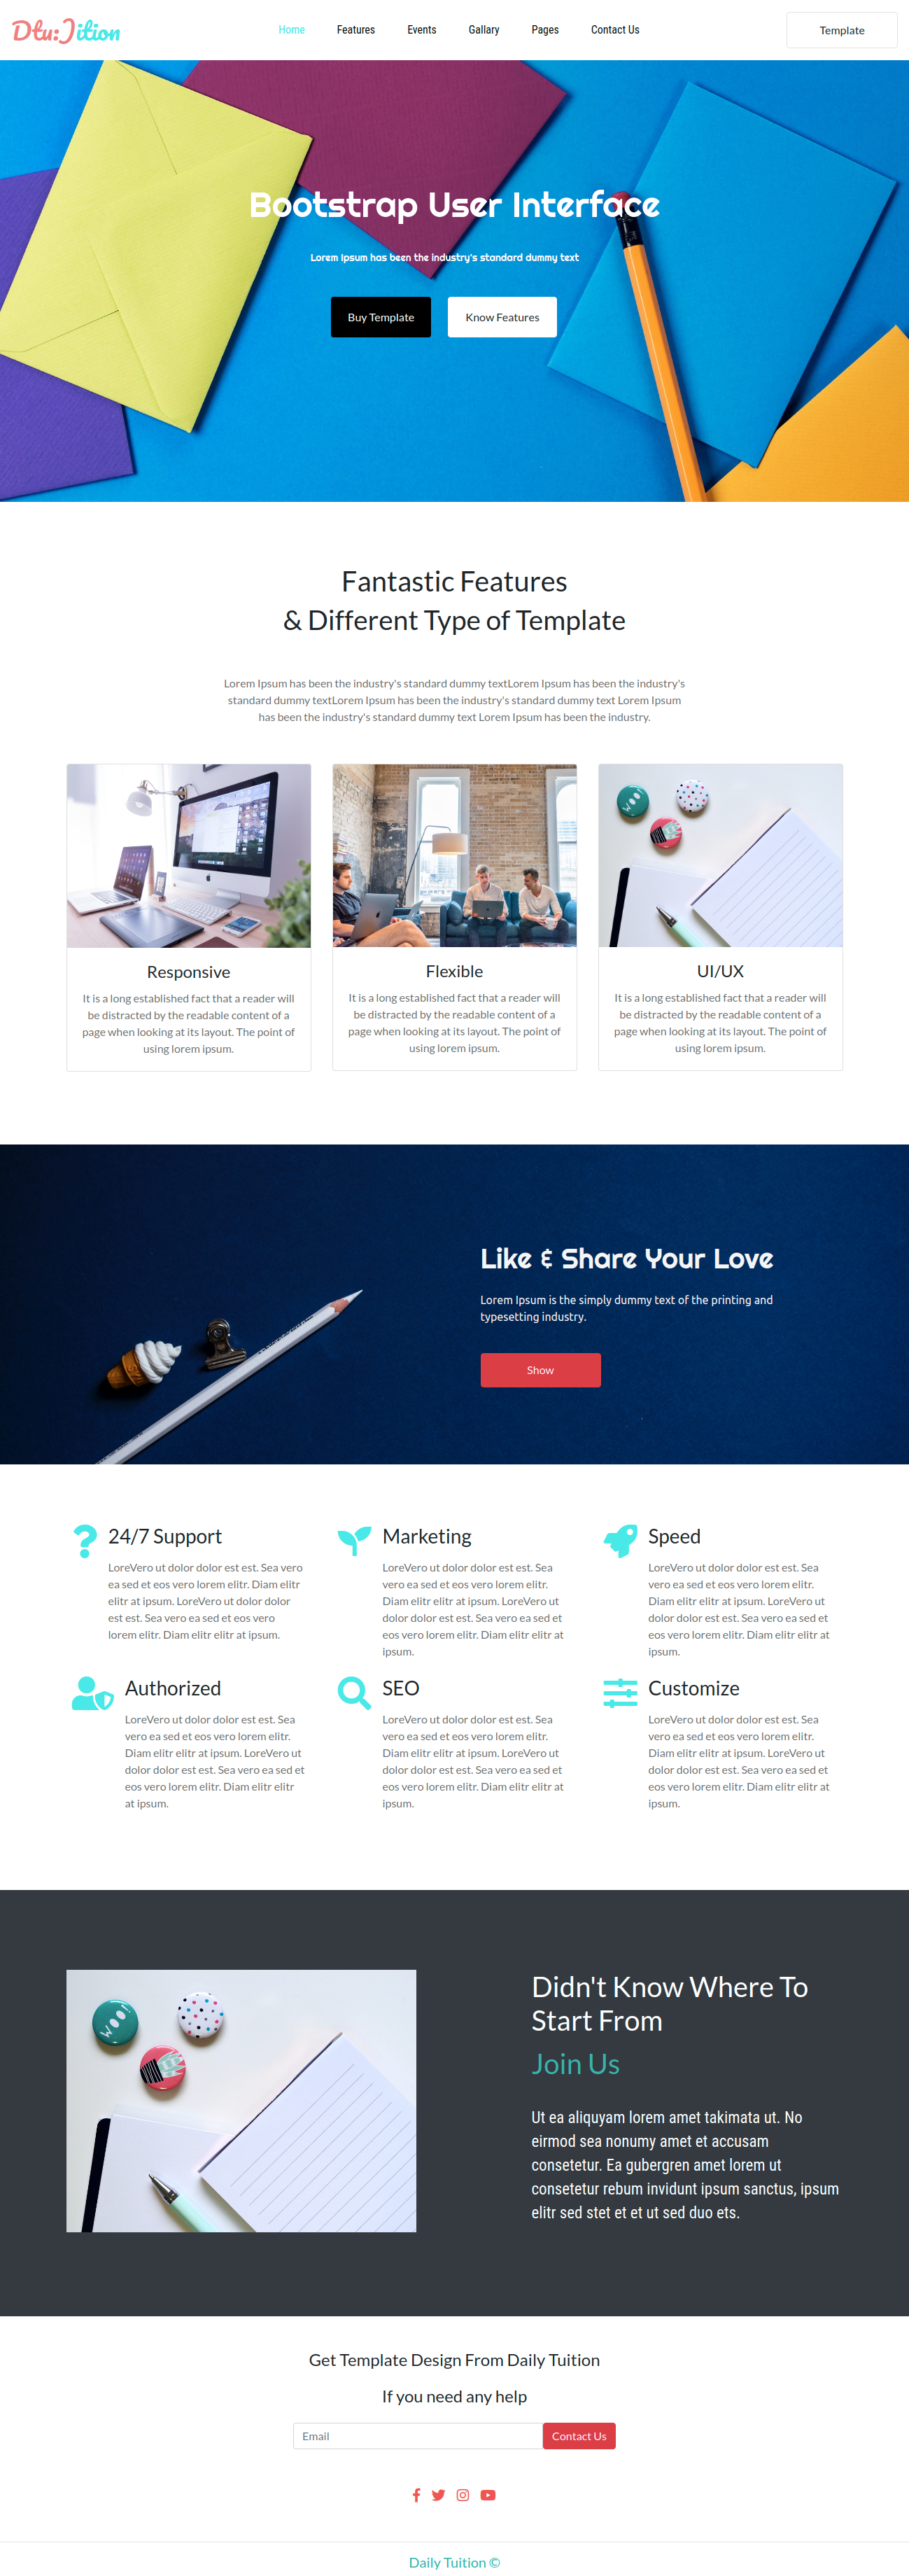 Dtu:)ition
Home Features Events Gallary Pages Contact Us
Template
Bootstrap User Interface
Lorem Ipsum has been the industry's standard dummy text
Buy Template
Know Features
Fantastic Features
& Different Type of Template
Lorem Ipsum has been the industry's standard dummy textLorem Ipsum has been the industry's
standard dummy textLorem Ipsum has been the industry's standard dummy text Lorem Ipsum
has been the industry's standard dummy text Lorem Ipsum has been the industry.
WOO!
Responsive
It is a long established fact that a reader will
be distracted by the readable content of a
page when looking at its layout. The point of
using lorem ipsum.
Flexible
It is a long established fact that a reader will
be distracted by the readable content of a
page when looking at its layout. The point of
using lorem ipsum.
UI/UX
It is a long established fact that a reader will
be distracted by the readable content of a
page when looking at its layout. The point of
using lorem ipsum.
Like & Share Your Love
Lorem Ipsum is the simply dummy text of the printing and
typesetting industry.
Show
24/7 Support
LoreVero ut dolor dolor est est. Sea vero
ea sed et eos vero lorem elitr. Diam elitr
elitr at ipsum. LoreVero ut dolor dolor
est est. Sea vero ea sed et eos vero
lorem elitr. Diam elitr elitr at ipsum.
Marketing
LoreVero ut dolor dolor est est. Sea
vero ea sed et eos vero lorem elitr.
Diam elitr elitr at ipsum. LoreVero ut
dolor dolor est est. Sea vero ea sed et
eos vero lorem elitr. Diam elitr elitr at
ipsum.
Speed
LoreVero ut dolor dolor est est. Sea
vero ea sed et eos vero lorem elitr.
Diam elitr elitr at ipsum. LoreVero ut
dolor dolor est est. Sea vero ea sed et
eos vero lorem elitr. Diam elitr elitr at
ipsum.
Authorized
LoreVero ut dolor dolor est est. Sea
vero ea sed et eos vero lorem elitr.
Diam elitr elitr at ipsum. LoreVero ut
dolor dolor est est. Sea vero ea sed et
eos vero lorem elitr. Diam elitr elitr
at ipsum.
SEO
LoreVero ut dolor dolor est est. Sea
vero ea sed et eos vero lorem elitr.
Diam elitr elitr at ipsum. LoreVero ut
dolor dolor est est. Sea vero ea sed et
eos vero lorem elitr. Diam elitr elitr at
ipsum.
Customize
LoreVero ut dolor dolor est est. Sea
vero ea sed et eos vero lorem elitr.
Diam elitr elitr at ipsum. LoreVero ut
dolor dolor est est. Sea vero ea sed et
eos vero lorem elitr. Diam elitr elitr at
ipsum.
WOO!
Didn't Know Where To
Start From
Join Us
Ut ea aliquyam lorem amet takimata ut. No
eirmod sea nonumy amet et accusam
consetetur. Ea gubergren amet lorem ut
consetetur rebum invidunt ipsum sanctus, ipsum
elitr sed stet et et ut sed duo ets.
Get Template Design From Daily Tuition
If you need any help
Email
Contact Us
Daily Tuition ©